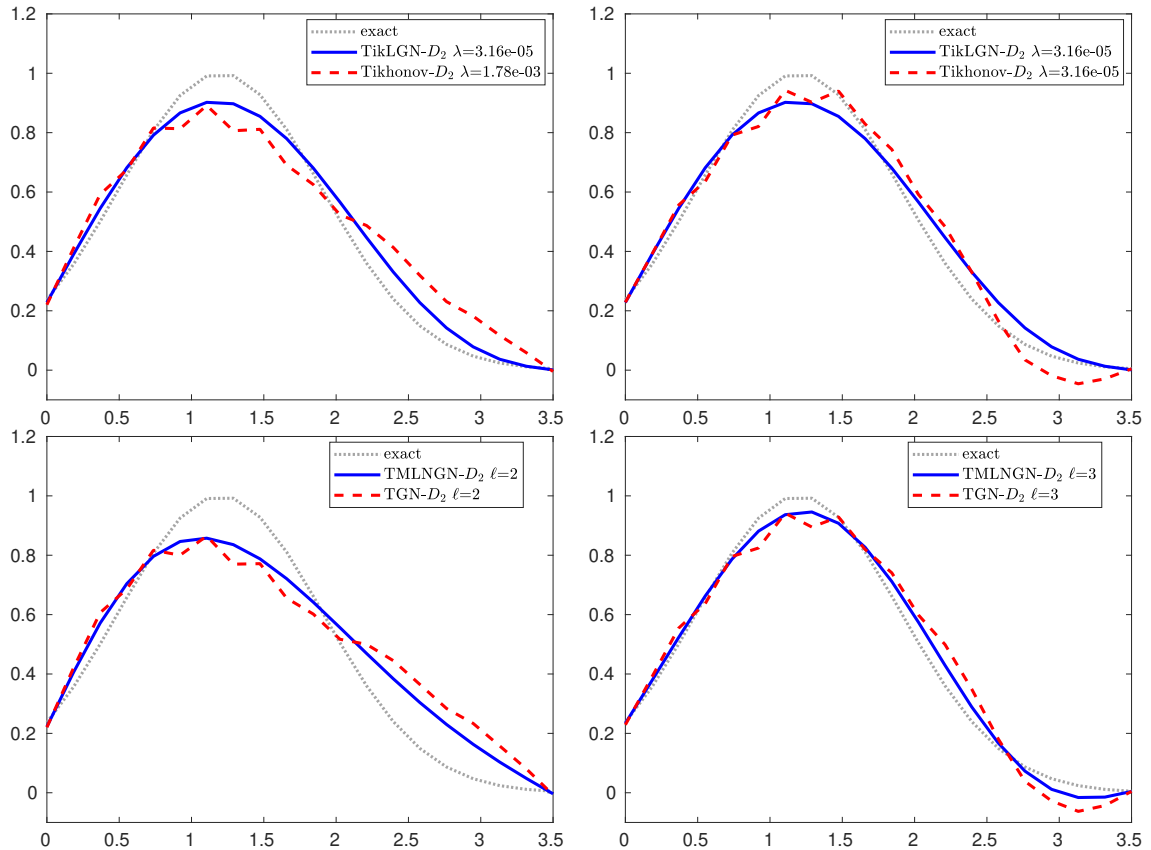 1.2
1
0.8
0.6
0.4
0.2
0
0 0.5 1 1.5 2 2.5 3 3.5
exact
TikLGN-D₂ λ=3.16e-05
Tikhonov-D₂ λ=1.78e-03
1.2
1
0.8
0.6
0.4
0.2
0
0 0.5 1 1.5 2 2.5 3 3.5
exact
TikLGN-D₂ λ=3.16e-05
Tikhonov-D₂ λ=3.16e-05
1.2
1
0.8
0.6
0.4
0.2
0
0 0.5 1 1.5 2 2.5 3 3.5
exact
TMLNGN-D₂ ℓ=2
TGN-D₂ ℓ=2
1.2
1
0.8
0.6
0.4
0.2
0
0 0.5 1 1.5 2 2.5 3 3.5
exact
TMLNGN-D₂ ℓ=3
TGN-D₂ ℓ=3